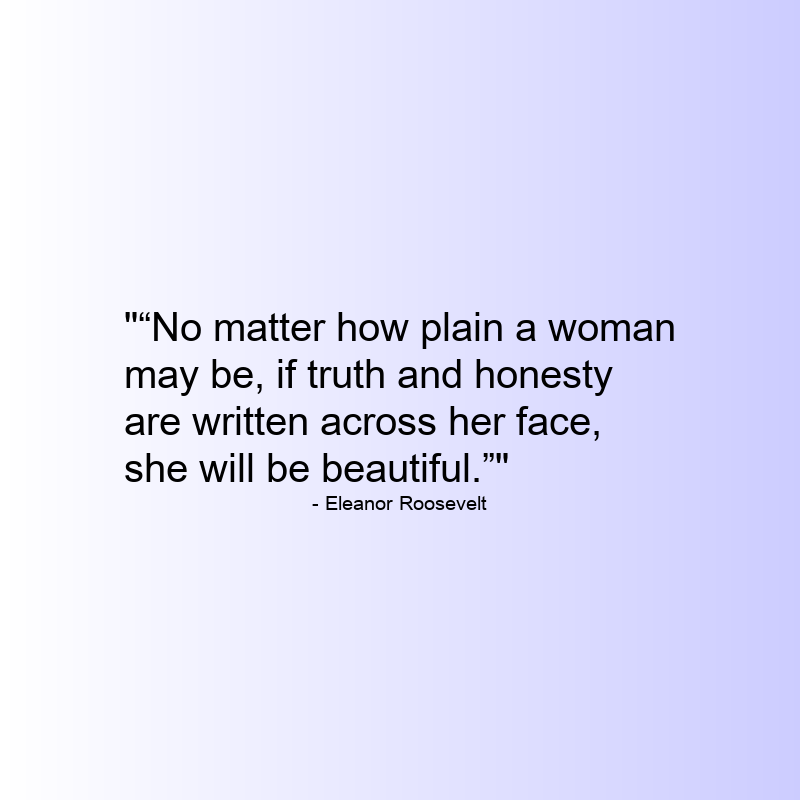 "“No matter how plain a woman
may be, if truth and honesty
are written across her face,
she will be beautiful.”"
- Eleanor Roosevelt